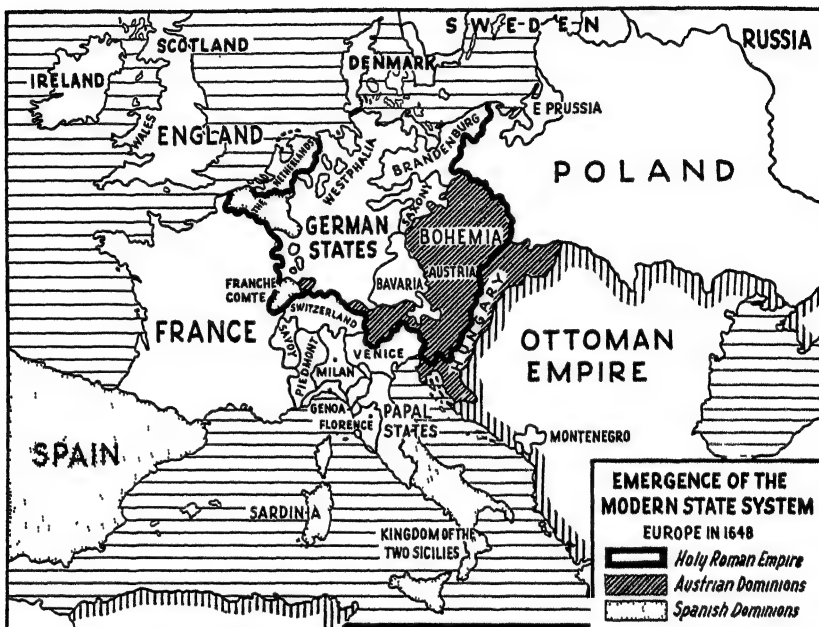 SWEDEN
RUSSIA
SCOTLAND
IRELAND
DENMARK
E PRUSSIA
WALES
ENGLAND
THE NETHERLANDS
WESTPHALIA
BRANDENBURG
POLAND
SAXONY
GERMAN
STATES
BOHEMIA
BAVARIA
AUSTRIA
FRANCHE
COMTE
SWITZERLAND
HUNGARY
FRANCE
SAVOY
PIEDMONT
VENICE
MILAN
OTTOMAN
EMPIRE
GENOA
FLORENCE
PAPAL
STATES
MONTENEGRO
SPAIN
SARDINIA
KINGDOM OF THE
TWO SICILIES
EMERGENCE OF THE
MODERN STATE SYSTEM
EUROPE IN 1648
Holy Roman Empire
Austrian Dominions
Spanish Dominions